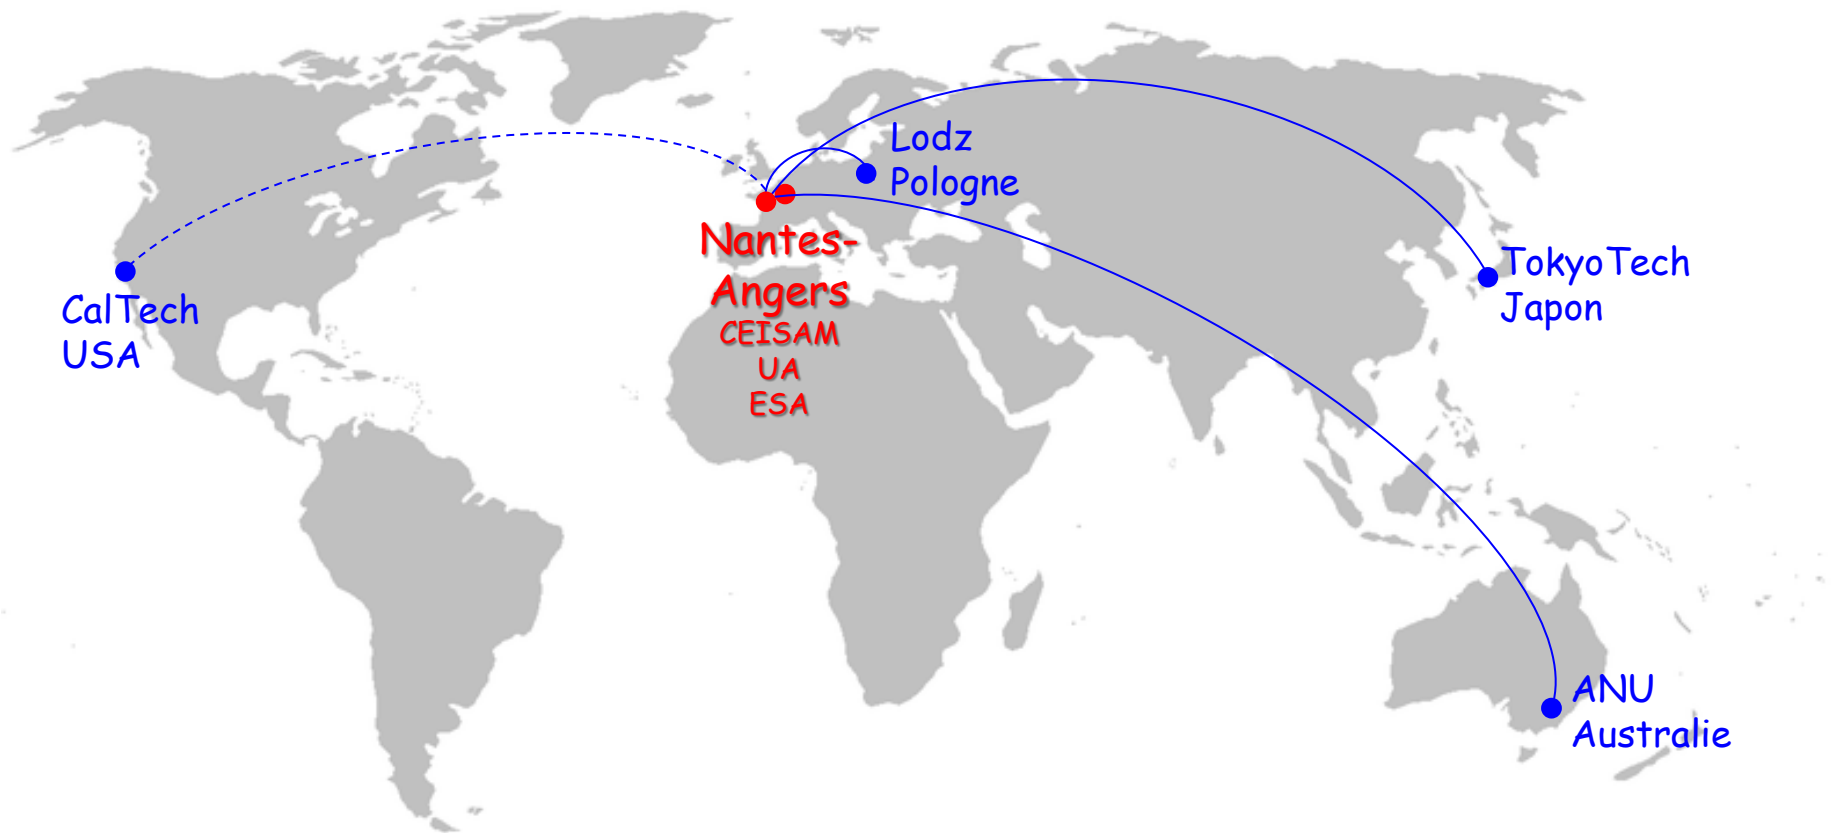 Lodz
Pologne
Nantes-
Angers
CEISAM
UA
ESA
TokyoTech
Japon
CalTech
USA
ANU
Australie